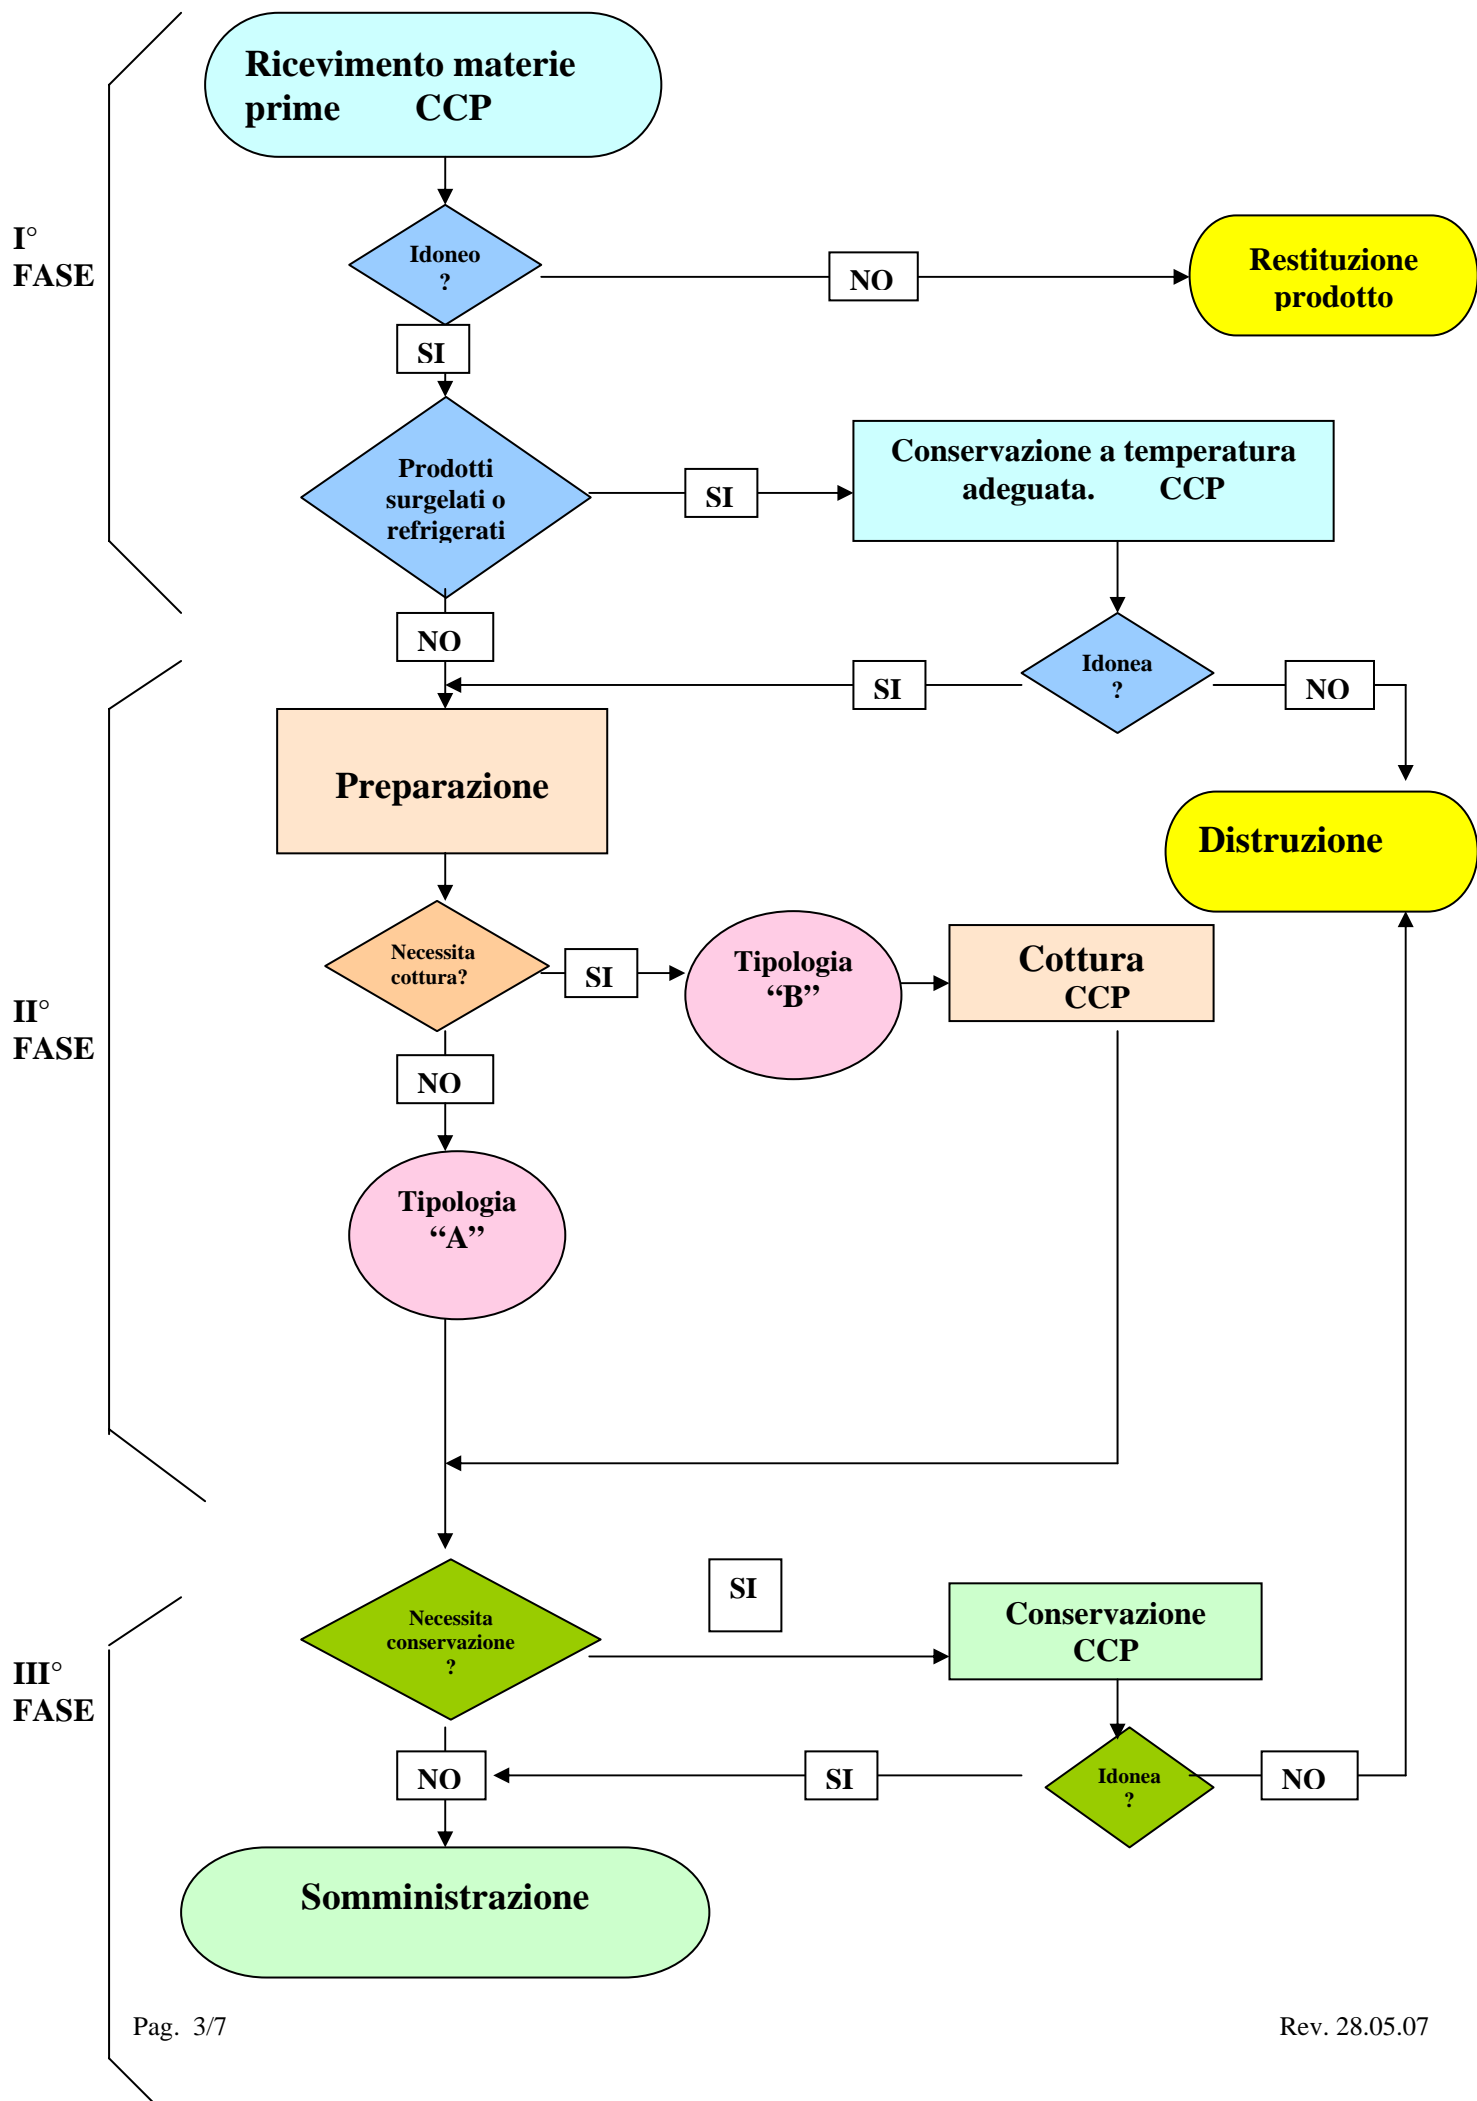 Ricevimento materie
prime CCP
I°
FASE
Idoneo
?
NO
Restituzione
prodotto
SI
Prodotti
surgelati o
refrigerati
SI
Conservazione a temperatura
adeguata. CCP
NO
SI
Idonea
?
NO
Preparazione
Distruzione
II°
FASE
Necessita
cottura?
SI
Tipologia
“B”
Cottura
CCP
NO
Tipologia
“A”
III°
FASE
Necessita
conservazione
?
SI
Conservazione
CCP
NO
SI
Idonea
?
NO
Somministrazione
Pag. 3/7
Rev. 28.05.07